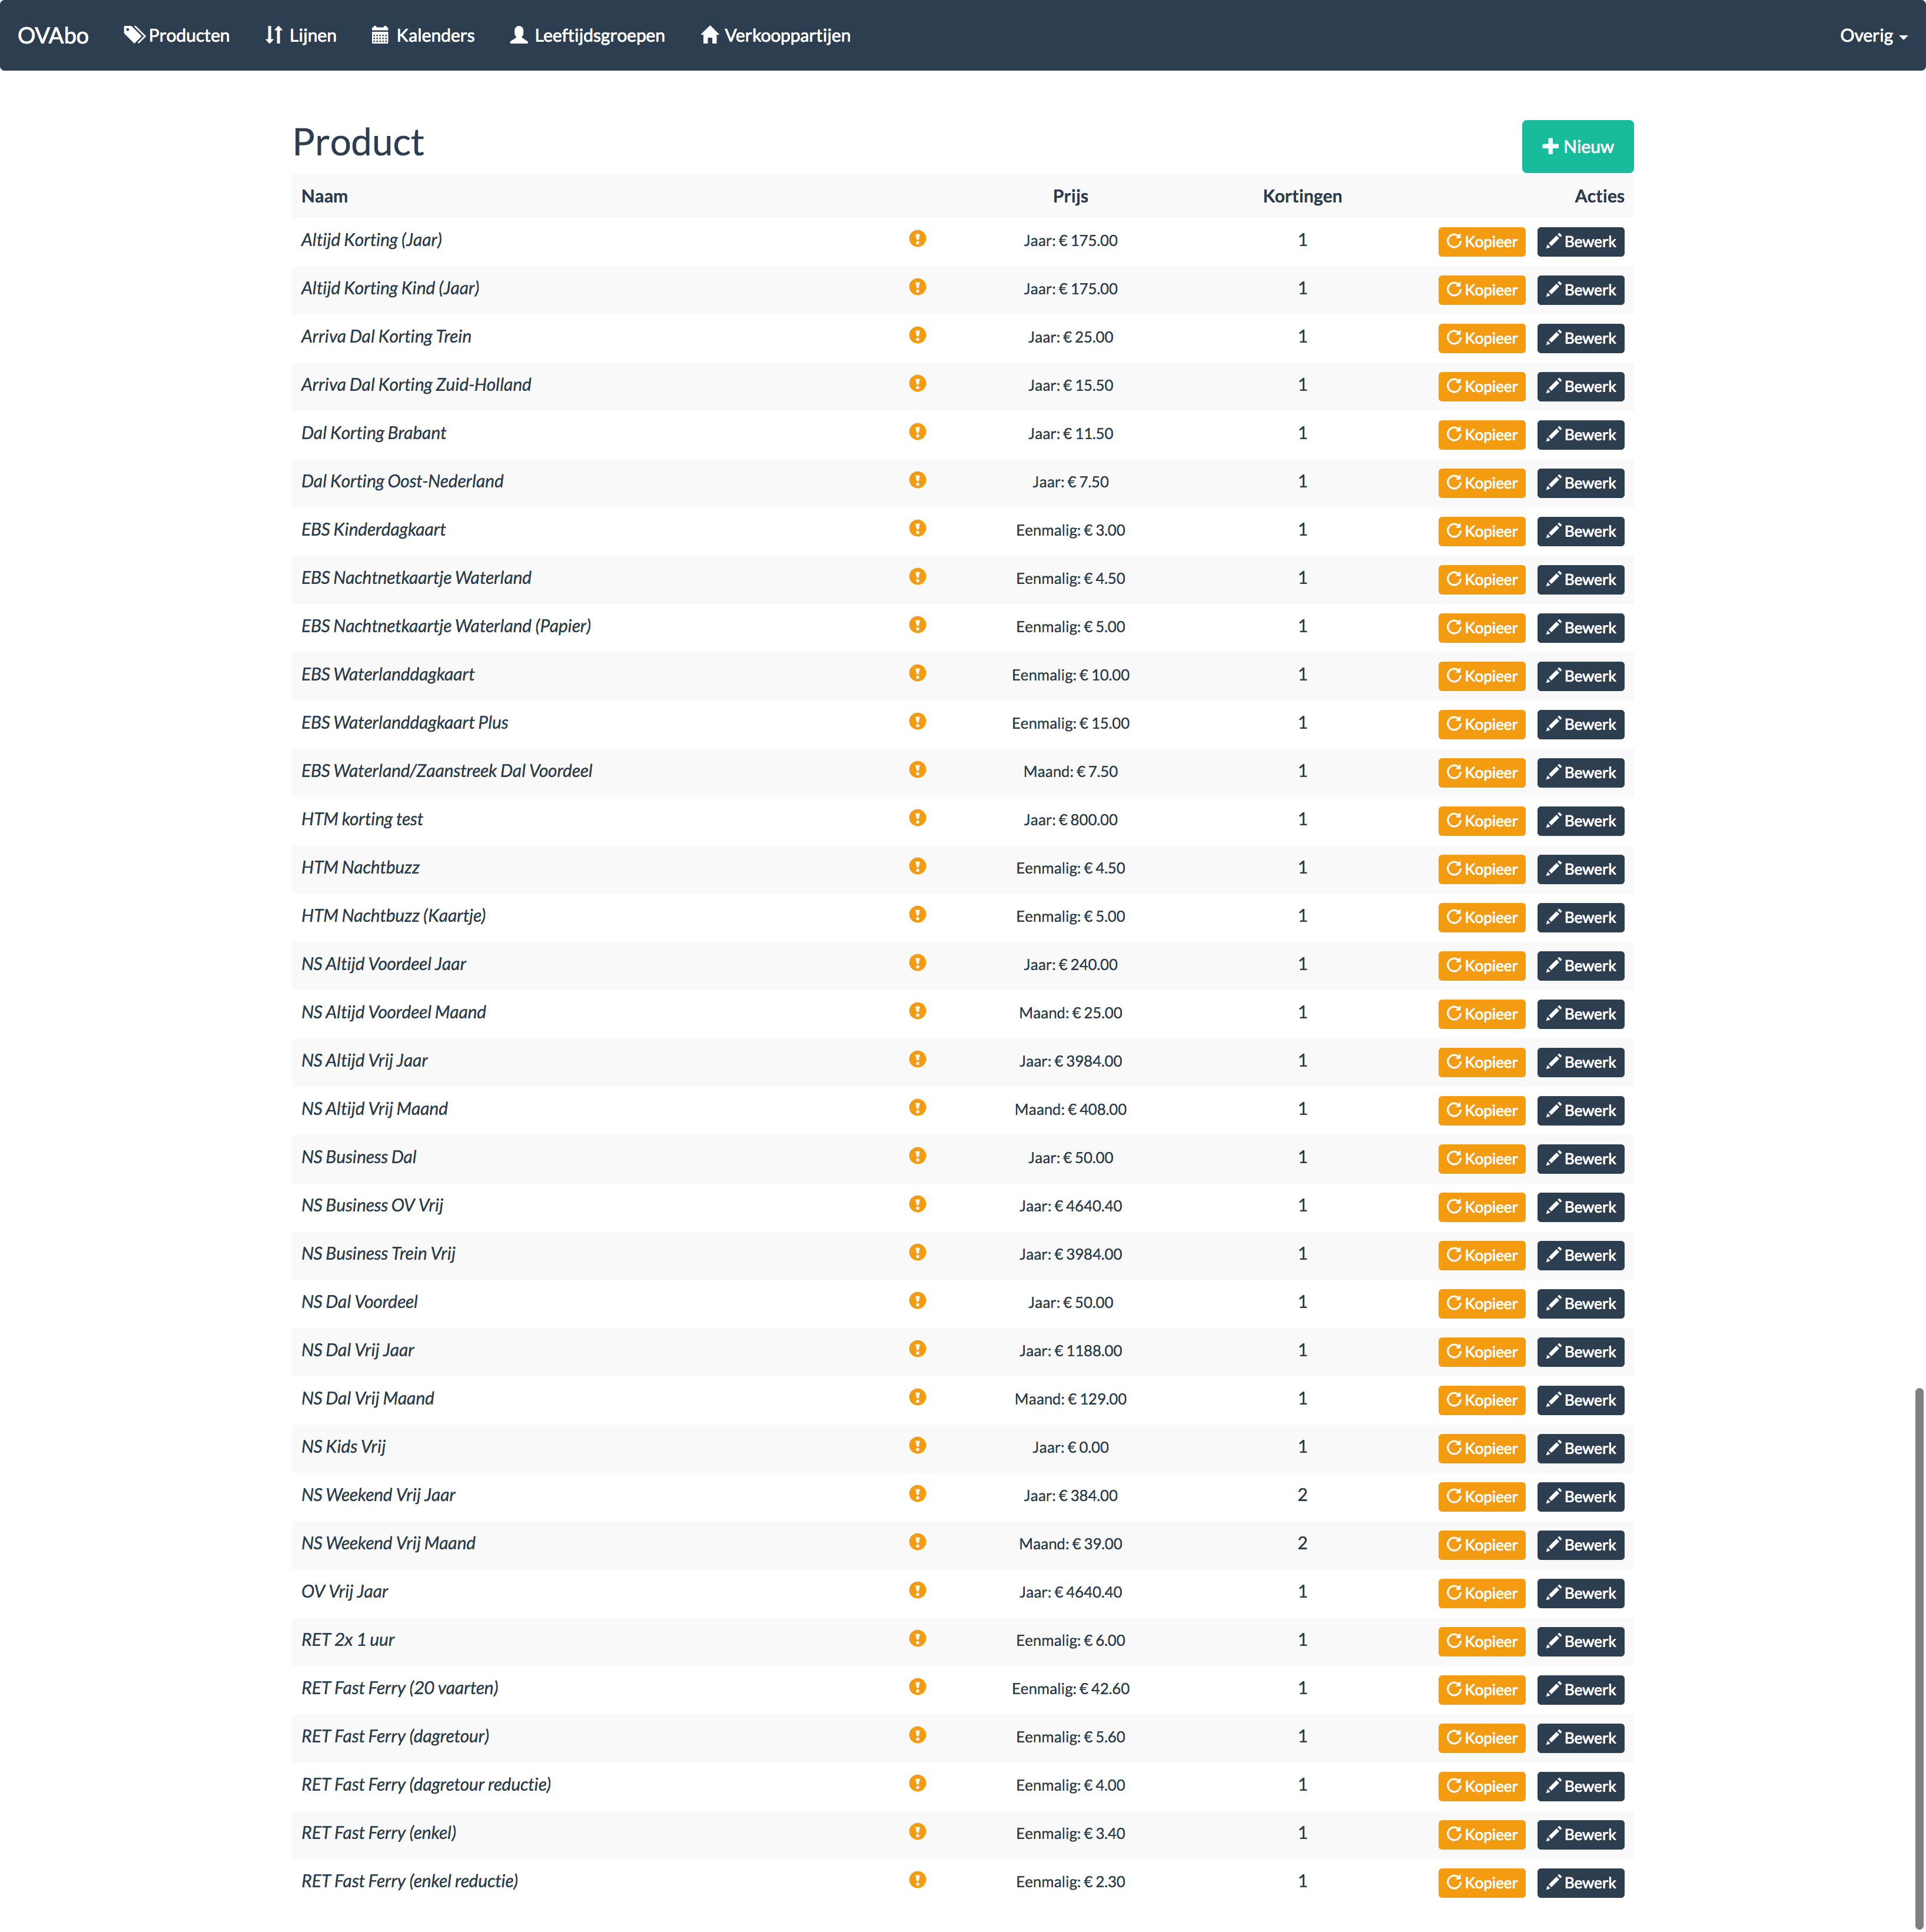 OVAbo Producten Lijnen Kalenders Leeftijdsgroepen Verkooppartijen Overig
Product
Nieuw
Naam Prijs Kortingen Acties
Altijd Korting (Jaar) Jaar: € 175.00 1 Kopieer Bewerk
Altijd Korting Kind (Jaar) Jaar: € 175.00 1 Kopieer Bewerk
Arriva Dal Korting Trein Jaar: € 25.00 1 Kopieer Bewerk
Arriva Dal Korting Zuid-Holland Jaar: € 15.50 1 Kopieer Bewerk
Dal Korting Brabant Jaar: € 11.50 1 Kopieer Bewerk
Dal Korting Oost-Nederland Jaar: € 7.50 1 Kopieer Bewerk
EBS Kinderdagkaart Eenmalig: € 3.00 1 Kopieer Bewerk
EBS Nachtnetkaartje Waterland Eenmalig: € 4.50 1 Kopieer Bewerk
EBS Nachtnetkaartje Waterland (Papier) Eenmalig: € 5.00 1 Kopieer Bewerk
EBS Waterlanddagkaart Eenmalig: € 10.00 1 Kopieer Bewerk
EBS Waterlanddagkaart Plus Eenmalig: € 15.00 1 Kopieer Bewerk
EBS Waterland/Zaanstreek Dal Voordeel Maand: € 7.50 1 Kopieer Bewerk
HTM korting test Jaar: € 800.00 1 Kopieer Bewerk
HTM Nachtbuzz Eenmalig: € 4.50 1 Kopieer Bewerk
HTM Nachtbuzz (Kaartje) Eenmalig: € 5.00 1 Kopieer Bewerk
NS Altijd Voordeel Jaar Jaar: € 240.00 1 Kopieer Bewerk
NS Altijd Voordeel Maand Maand: € 25.00 1 Kopieer Bewerk
NS Altijd Vrij Jaar Jaar: € 3984.00 1 Kopieer Bewerk
NS Altijd Vrij Maand Maand: € 408.00 1 Kopieer Bewerk
NS Business Dal Jaar: € 50.00 1 Kopieer Bewerk
NS Business OV Vrij Jaar: € 4640.40 1 Kopieer Bewerk
NS Business Trein Vrij Jaar: € 3984.00 1 Kopieer Bewerk
NS Dal Voordeel Jaar: € 50.00 1 Kopieer Bewerk
NS Dal Vrij Jaar Jaar: € 1188.00 1 Kopieer Bewerk
NS Dal Vrij Maand Maand: € 129.00 1 Kopieer Bewerk
NS Kids Vrij Jaar: € 0.00 1 Kopieer Bewerk
NS Weekend Vrij Jaar Jaar: € 384.00 2 Kopieer Bewerk
NS Weekend Vrij Maand Maand: € 39.00 2 Kopieer Bewerk
OV Vrij Jaar Jaar: € 4640.40 1 Kopieer Bewerk
RET 2x 1 uur Eenmalig: € 6.00 1 Kopieer Bewerk
RET Fast Ferry (20 vaarten) Eenmalig: € 42.60 1 Kopieer Bewerk
RET Fast Ferry (dagretour) Eenmalig: € 5.60 1 Kopieer Bewerk
RET Fast Ferry (dagretour reductie) Eenmalig: € 4.00 1 Kopieer Bewerk
RET Fast Ferry (enkel) Eenmalig: € 3.40 1 Kopieer Bewerk
RET Fast Ferry (enkel reductie) Eenmalig: € 2.30 1 Kopieer Bewerk